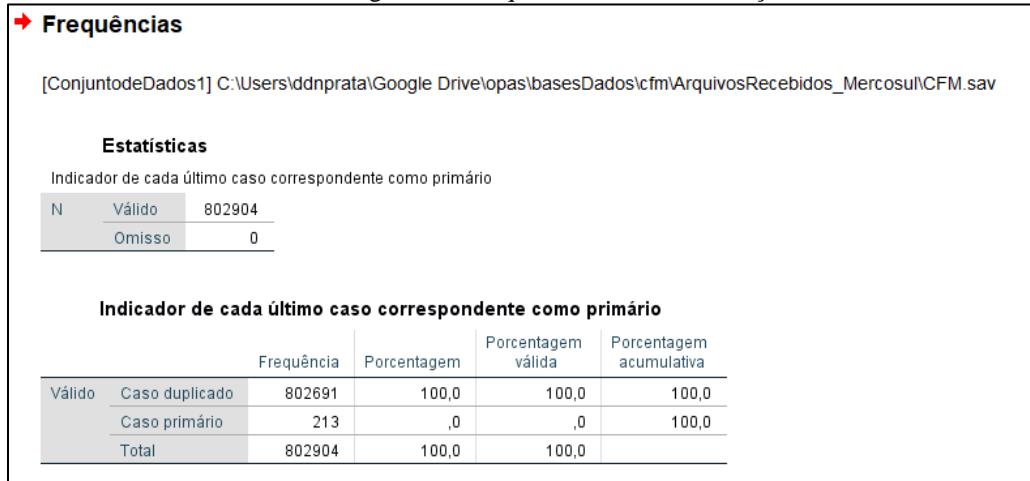 Frequências
[ConjuntodeDados1] C:\Users\ddnprata\Google Drive\opas\basesDados\cfm\ArquivosRecebidos_Mercosul\CFM.sav
Estatísticas
Indicador de cada último caso correspondente como primário
N Válido 802904
Omisso 0
Indicador de cada último caso correspondente como primário
Frequência Porcentagem Porcentagem válida Porcentagem acumulativa
Válido Caso duplicado 802691 100,0 100,0 100,0
Caso primário 213 ,0 ,0 100,0
Total 802904 100,0 100,0